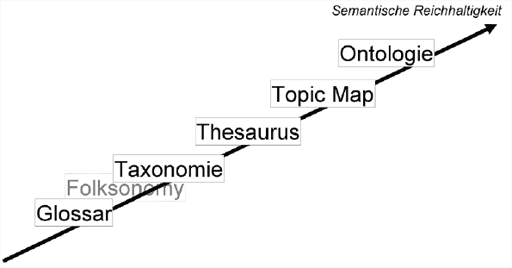 Semantische Reichhaltigkeit
Ontologie
Topic Map
Thesaurus
Taxonomie
Folksonomy
Glossar